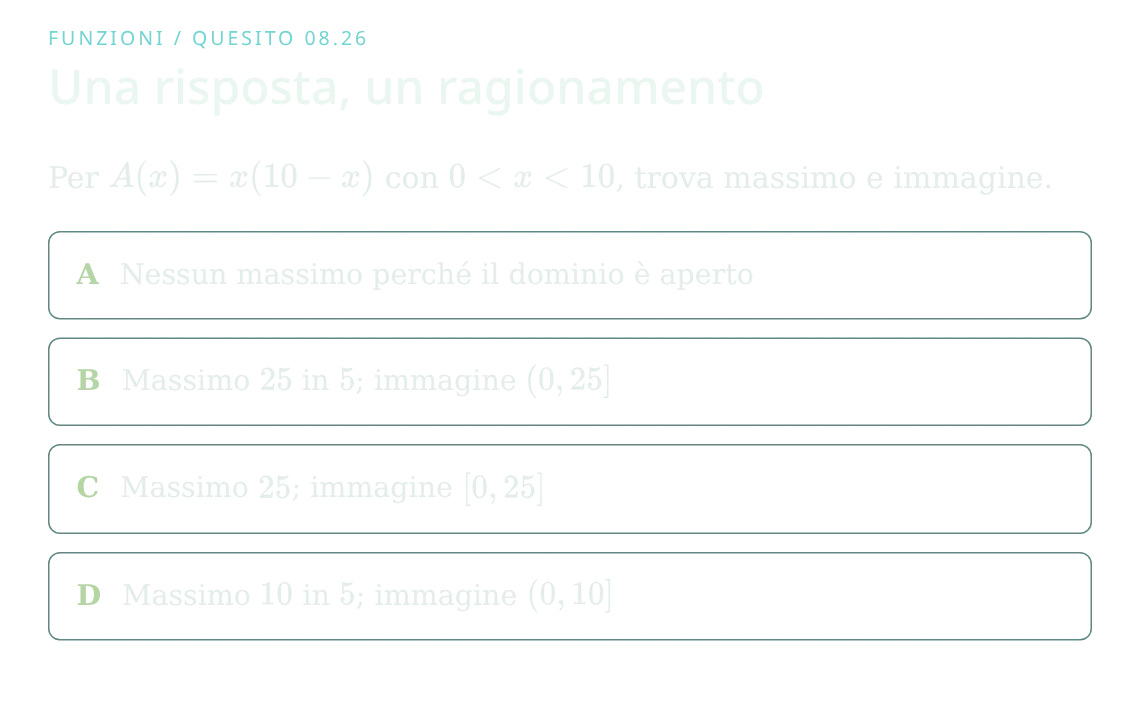 FUNZIONI / QUESITO 08.26
Una risposta, un ragionamento
Per A(x) = x(10 − x) con 0 < x < 10, trova massimo e immagine.
A Nessun massimo perché il dominio è aperto
B Massimo 25 in 5; immagine (0, 25]
C Massimo 25; immagine [0, 25]
D Massimo 10 in 5; immagine (0, 10]